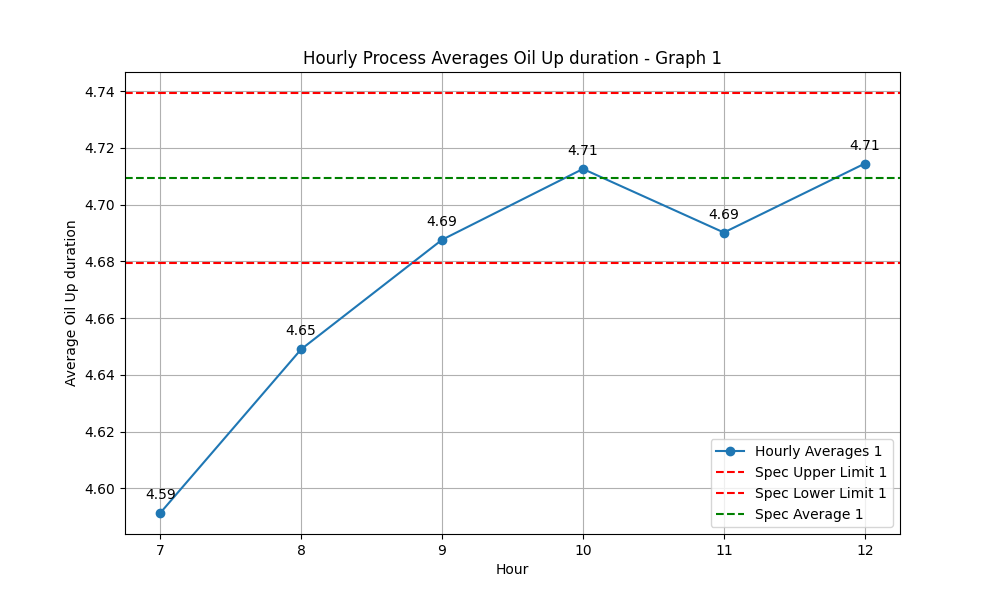 Hourly Process Averages Oil Up duration - Graph 1
Average Oil Up duration
4.74
4.72
4.70
4.68
4.66
4.64
4.62
4.60
4.59
4.65
4.69
4.71
4.69
4.71
Hourly Averages 1
Spec Upper Limit 1
Spec Lower Limit 1
Spec Average 1
7 8 9 10 11 12
Hour